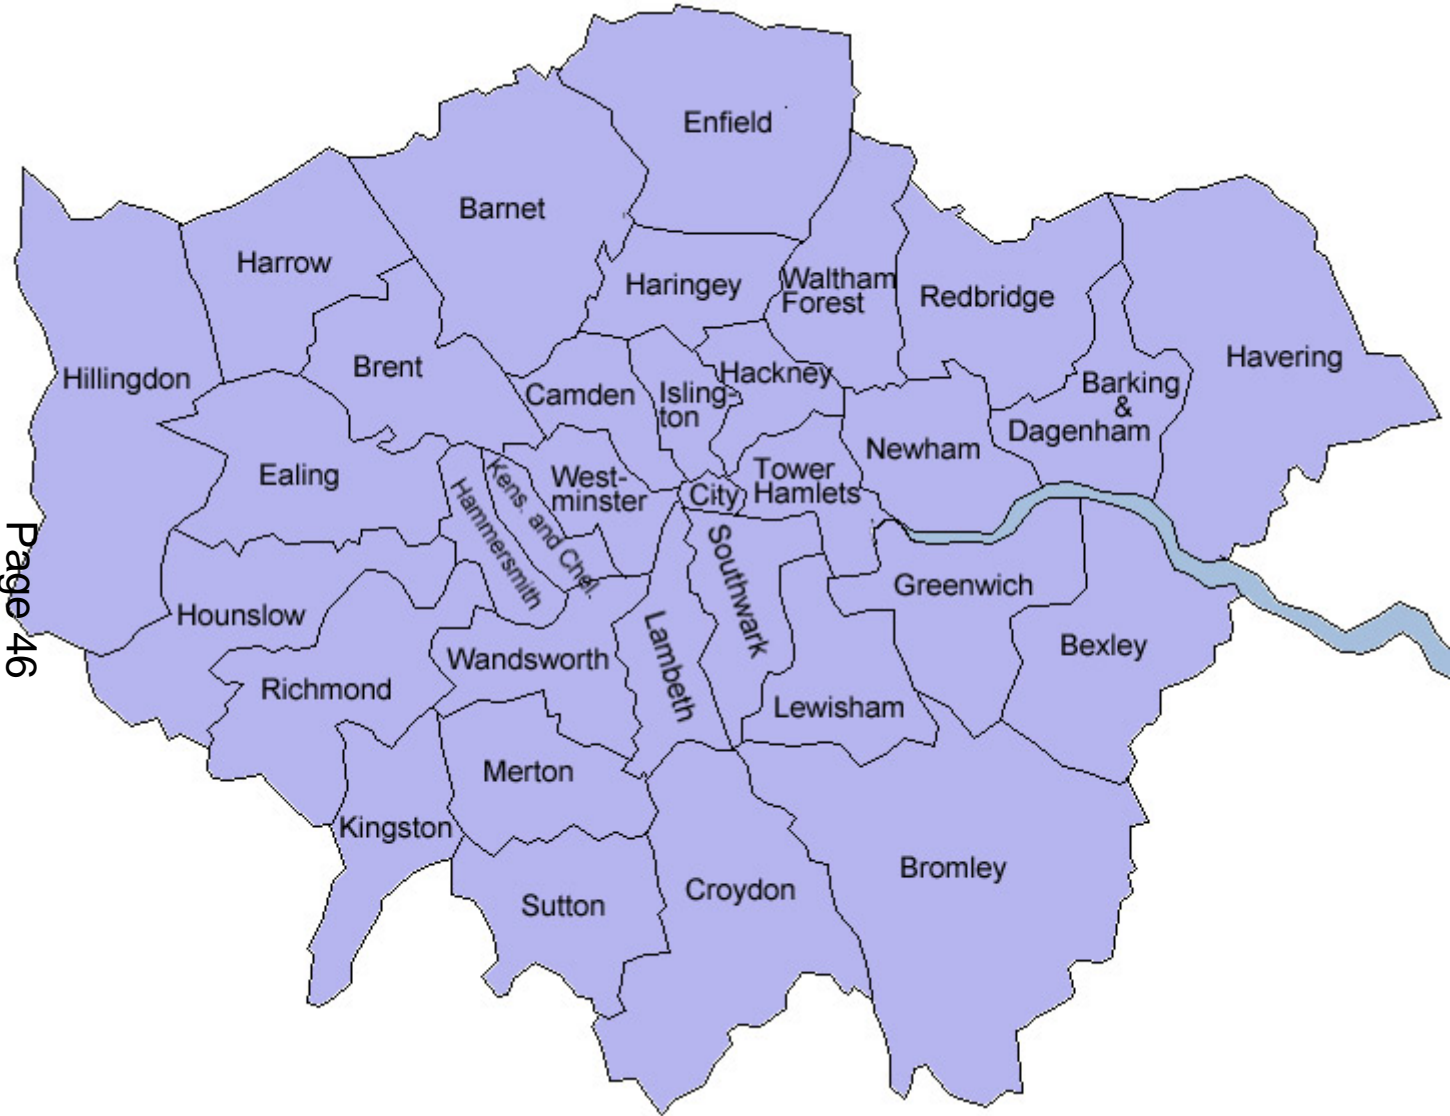 Enfield
Barnet
Harrow
Haringey
Waltham
Forest
Redbridge
Havering
Hillingdon
Brent
Camden
Isling-
ton
Hackney
Barking
&
Dagenham
Ealing
West-
minster
City
Tower
Hamlets
Newham
Hammersmith
Kens. and Chel.
Southwark
Greenwich
Hounslow
Richmond
Wandsworth
Lambeth
Lewisham
Bexley
Merton
Kingston
Sutton
Croydon
Bromley
Page 46